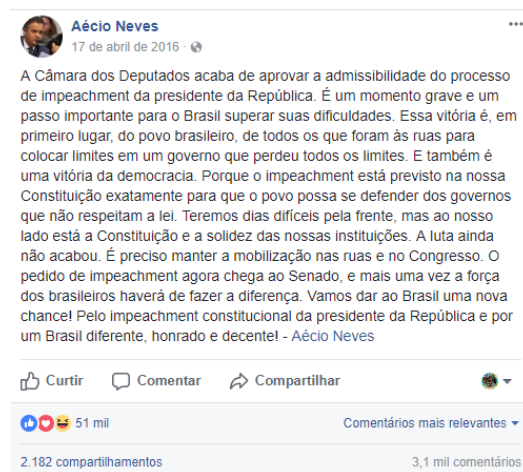 Aécio Neves
17 de abril de 2016 ·
A Câmara dos Deputados acaba de aprovar a admissibilidade do processo
de impeachment da presidente da República. É um momento grave e um
passo importante para o Brasil superar suas dificuldades. Essa vitória é, em
primeiro lugar, do povo brasileiro, de todos os que foram às ruas para
colocar limites em um governo que perdeu todos os limites. E também é
uma vitória da democracia. Porque o impeachment está previsto na nossa
Constituição exatamente para que o povo possa se defender dos governos
que não respeitam a lei. Teremos dias difíceis pela frente, mas ao nosso
lado está a Constituição e a solidez das nossas instituições. A luta ainda
não acabou. É preciso manter a mobilização nas ruas e no Congresso. O
pedido de impeachment agora chega ao Senado, e mais uma vez a força
dos brasileiros haverá de fazer a diferença. Vamos dar ao Brasil uma nova
chance! Pelo impeachment constitucional da presidente da República e por
um Brasil diferente, honrado e decente! - Aécio Neves
Curtir Comentar Compartilhar
51 mil Comentários mais relevantes
2.182 compartilhamentos 3,1 mil comentários